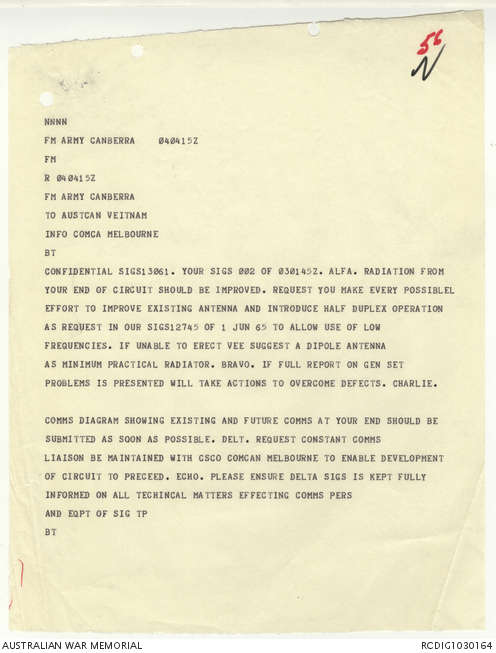 56
N
NNNN
FM ARMY CANBERRA 040415Z
FM
R 040415Z
FM ARMY CANBERRA
TO AUSTCAN VEITNAM
INFO COMCA MELBOURNE
BT
CONFIDENTIAL SIGS13061. YOUR SIGS 002 OF 030145Z. ALFA. RADIATION FROM
YOUR END OF CIRCUIT SHOULD BE IMPROVED. REQUEST YOU MAKE EVERY POSSIBLEL
EFFORT TO IMPROVE EXISTING ANTENNA AND INTRODUCE HALF DUPLEX OPERATION
AS REQUEST IN OUR SIGS12745 OF 1 JUN 65 TO ALLOW USE OF LOW
FREQUENCIES. IF UNABLE TO ERECT VEE SUGGEST A DIPOLE ANTENNA
AS MINIMUM PRACTICAL RADIATOR. BRAVO. IF FULL REPORT ON GEN SET
PROBLEMS IS PRESENTED WILL TAKE ACTIONS TO OVERCOME DEFECTS. CHARLIE.
COMMS DIAGRAM SHOWING EXISTING AND FUTURE COMMS AT YOUR END SHOULD BE
SUBMITTED AS SOON AS POSSIBLE. DELT. REQUEST CONSTANT COMMS
LIAISON BE MAINTAINED WITH CSCO COMCAN MELBOURNE TO ENABLE DEVELOPMENT
OF CIRCUIT TO PRECEED. ECHO. PLEASE ENSURE DELTA SIGS IS KEPT FULLY
INFORMED ON ALL TECHINCAL MATTERS EFFECTING COMMS PERS
AND EQPT OF SIG TP
BT
AUSTRALIAN WAR MEMORIAL
RCDIG1030164